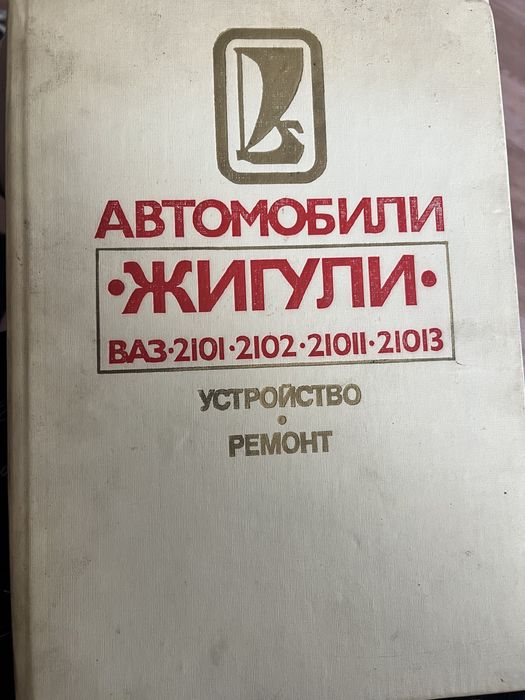 АВТОМОБИЛИ
·ЖИГУЛИ·
ВАЗ·2101·2102·21011·21013
УСТРОЙСТВО
·
РЕМОНТ